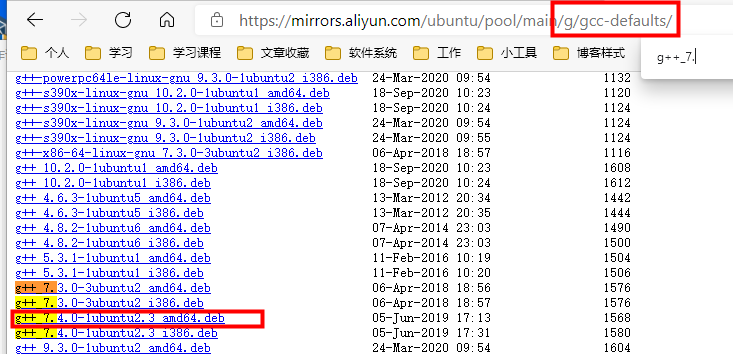 https://mirrors.aliyun.com/ubuntu/pool/main/g/gcc-defaults/
个人 学习 学习课程 文章收藏 软件系统 工作 小工具 博客样式
g++_7.
g++-powerpc64le-linux-gnu_9.3.0-1ubuntu2_i386.deb 24-Mar-2020 09:54 1132
g++-s390x-linux-gnu_10.2.0-1ubuntu1_amd64.deb 18-Sep-2020 10:23 1120
g++-s390x-linux-gnu_10.2.0-1ubuntu1_i386.deb 18-Sep-2020 10:24 1124
g++-s390x-linux-gnu_9.3.0-1ubuntu2_amd64.deb 24-Mar-2020 09:54 1124
g++-s390x-linux-gnu_9.3.0-1ubuntu2_i386.deb 24-Mar-2020 09:55 1124
g++-x86-64-linux-gnu_7.3.0-3ubuntu2_i386.deb 06-Apr-2018 18:57 1116
g++_10.2.0-1ubuntu1_amd64.deb 18-Sep-2020 10:23 1608
g++_10.2.0-1ubuntu1_i386.deb 18-Sep-2020 10:24 1612
g++_4.6.3-1ubuntu5_amd64.deb 13-Mar-2012 20:34 1442
g++_4.6.3-1ubuntu5_i386.deb 13-Mar-2012 20:35 1444
g++_4.8.2-1ubuntu6_amd64.deb 07-Apr-2014 23:03 1490
g++_4.8.2-1ubuntu6_i386.deb 07-Apr-2014 23:03 1500
g++_5.3.1-1ubuntu1_amd64.deb 11-Feb-2016 10:19 1504
g++_5.3.1-1ubuntu1_i386.deb 11-Feb-2016 10:20 1506
g++_7.3.0-3ubuntu2_amd64.deb 06-Apr-2018 18:56 1576
g++_7.3.0-3ubuntu2_i386.deb 06-Apr-2018 18:57 1576
g++_7.4.0-1ubuntu2.3_amd64.deb 05-Jun-2019 17:13 1568
g++_7.4.0-1ubuntu2.3_i386.deb 05-Jun-2019 17:31 1580
g++_9.3.0-1ubuntu2_amd64.deb 24-Mar-2020 09:54 1604